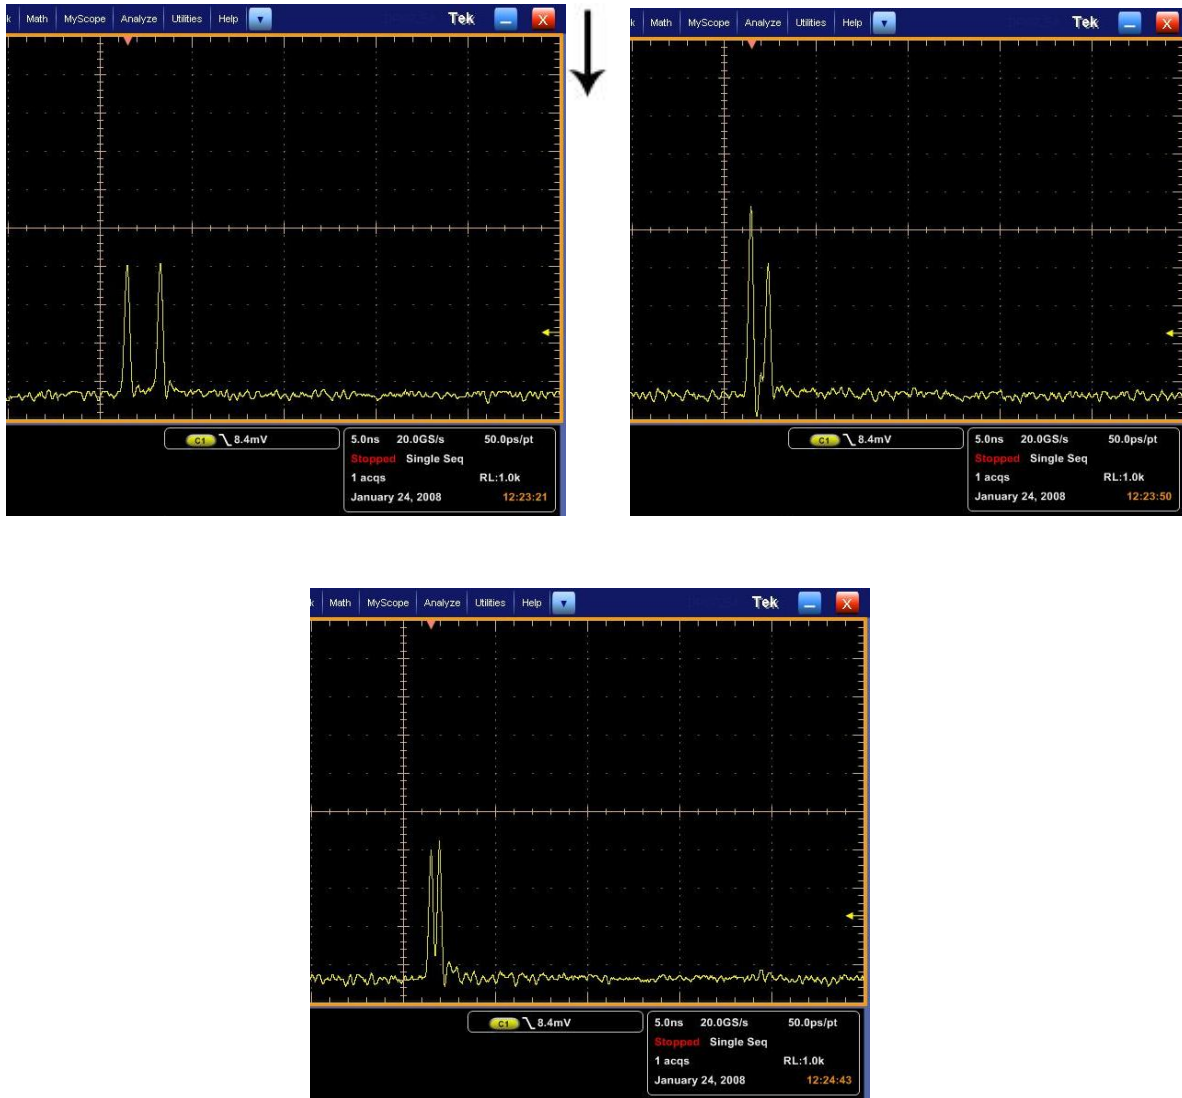 k Math MyScope Analyze Utilities Help Tek X
C1 8.4mV
5.0ns 20.0GS/s 50.0ps/pt
Stopped Single Seq
1 acqs RL:1.0k
January 24, 2008 12:23:21
k Math MyScope Analyze Utilities Help Tek X
C1 8.4mV
5.0ns 20.0GS/s 50.0ps/pt
Stopped Single Seq
1 acqs RL:1.0k
January 24, 2008 12:23:50
k Math MyScope Analyze Utilities Help Tek X
C1 8.4mV
5.0ns 20.0GS/s 50.0ps/pt
Stopped Single Seq
1 acqs RL:1.0k
January 24, 2008 12:24:43